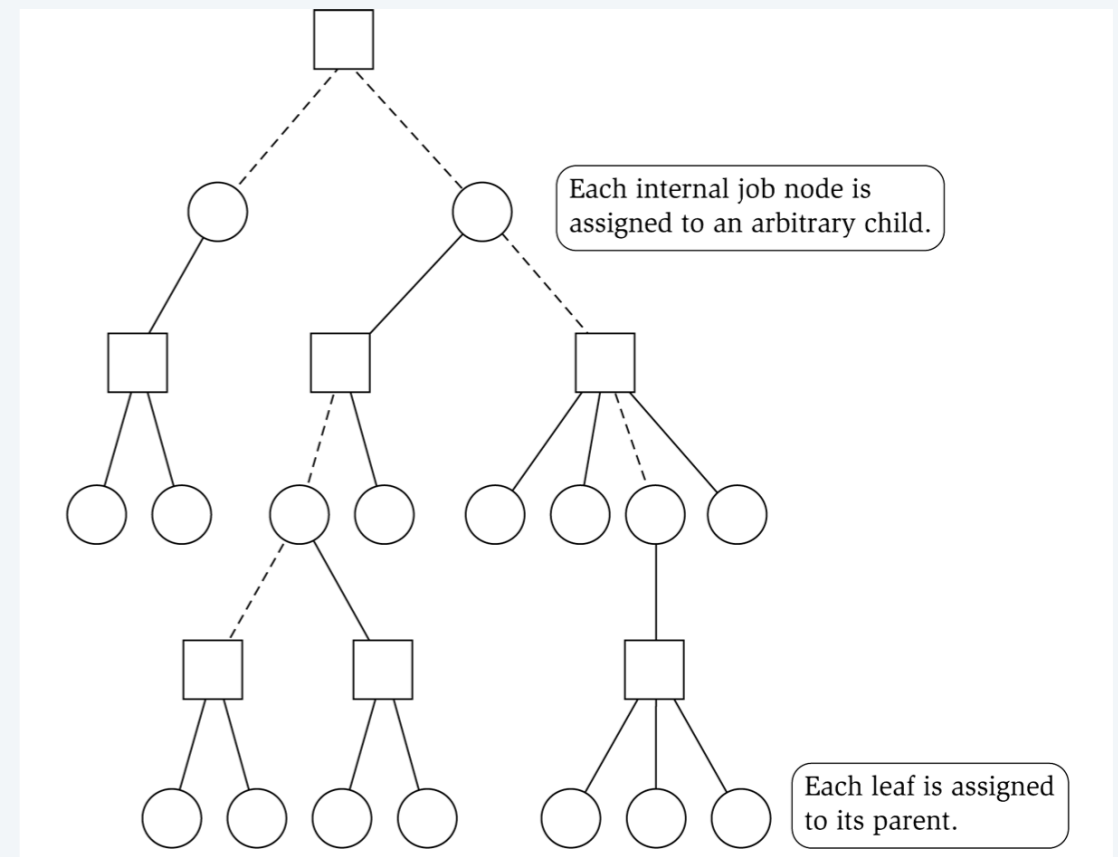 Each internal job node is
assigned to an arbitrary child.
Each leaf is assigned
to its parent.